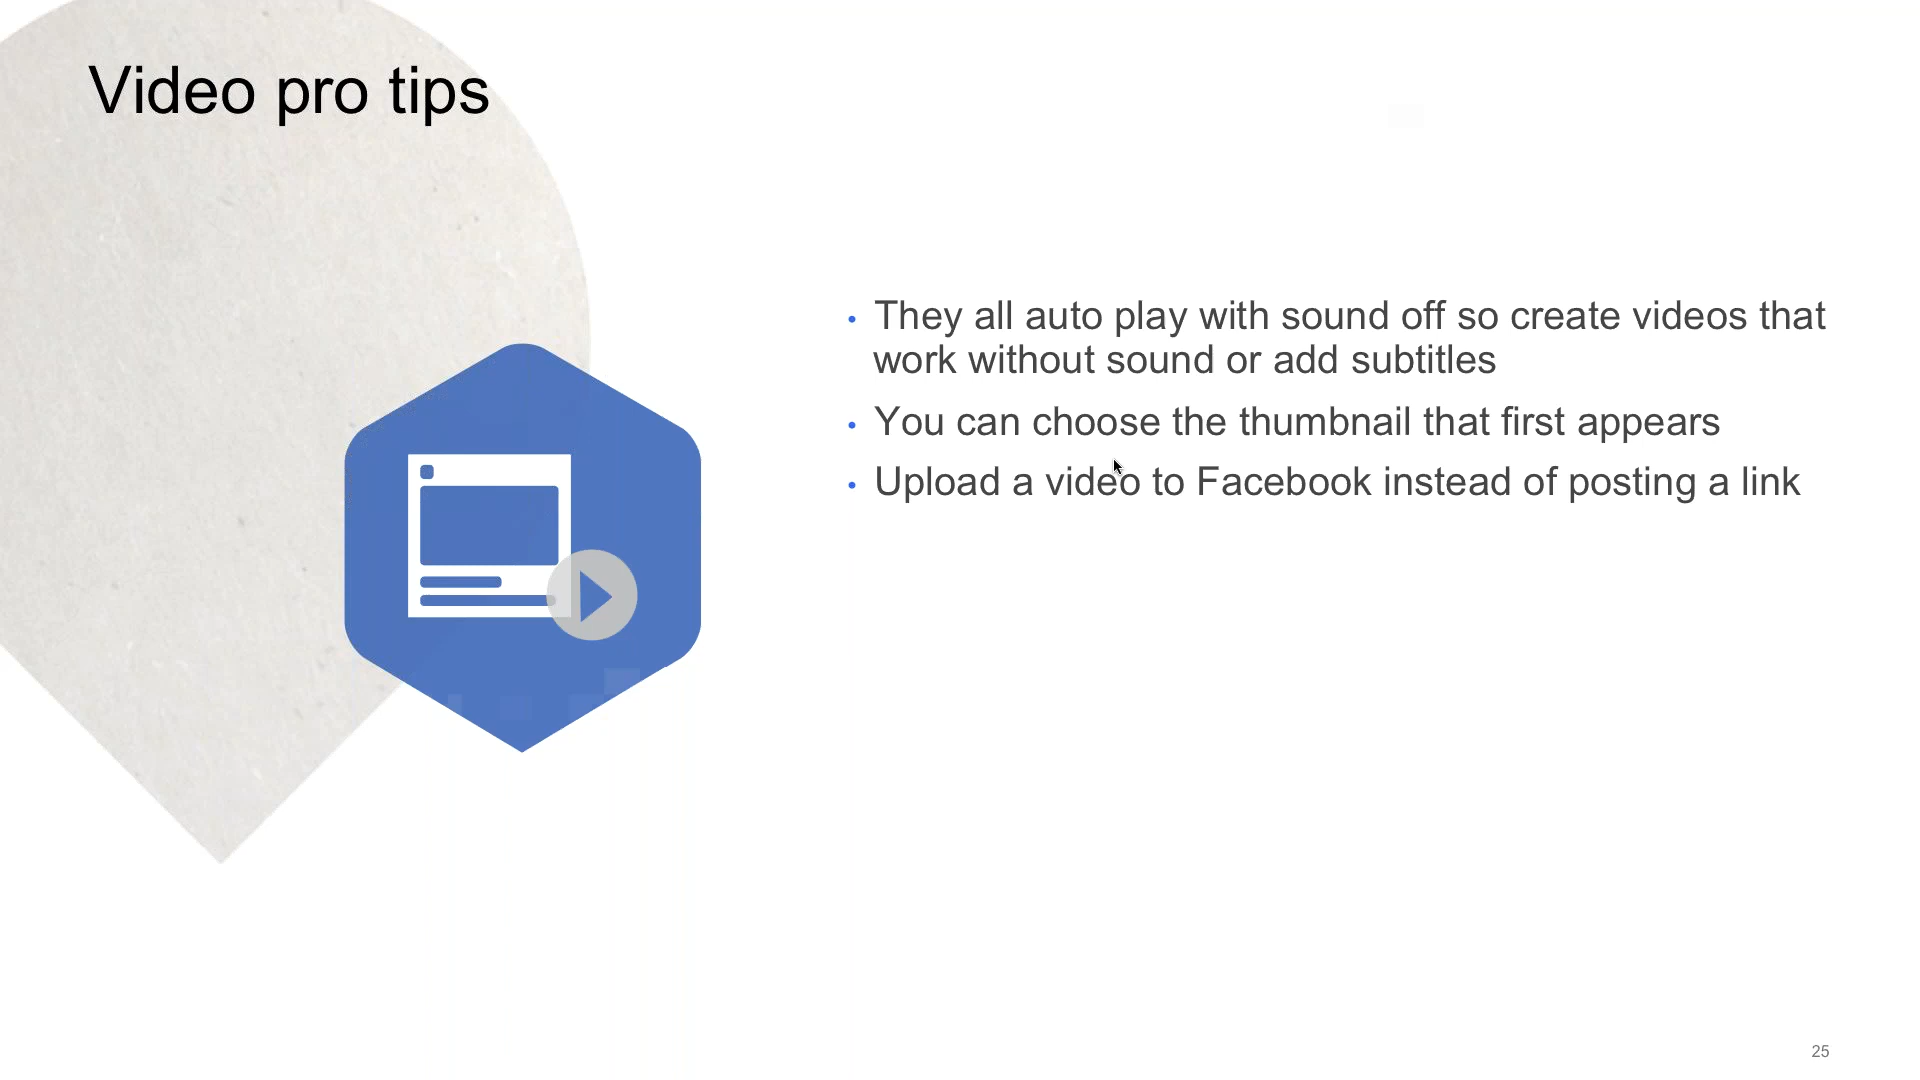 Video pro tips
• They all auto play with sound off so create videos that
work without sound or add subtitles
• You can choose the thumbnail that first appears
• Upload a video to Facebook instead of posting a link
25